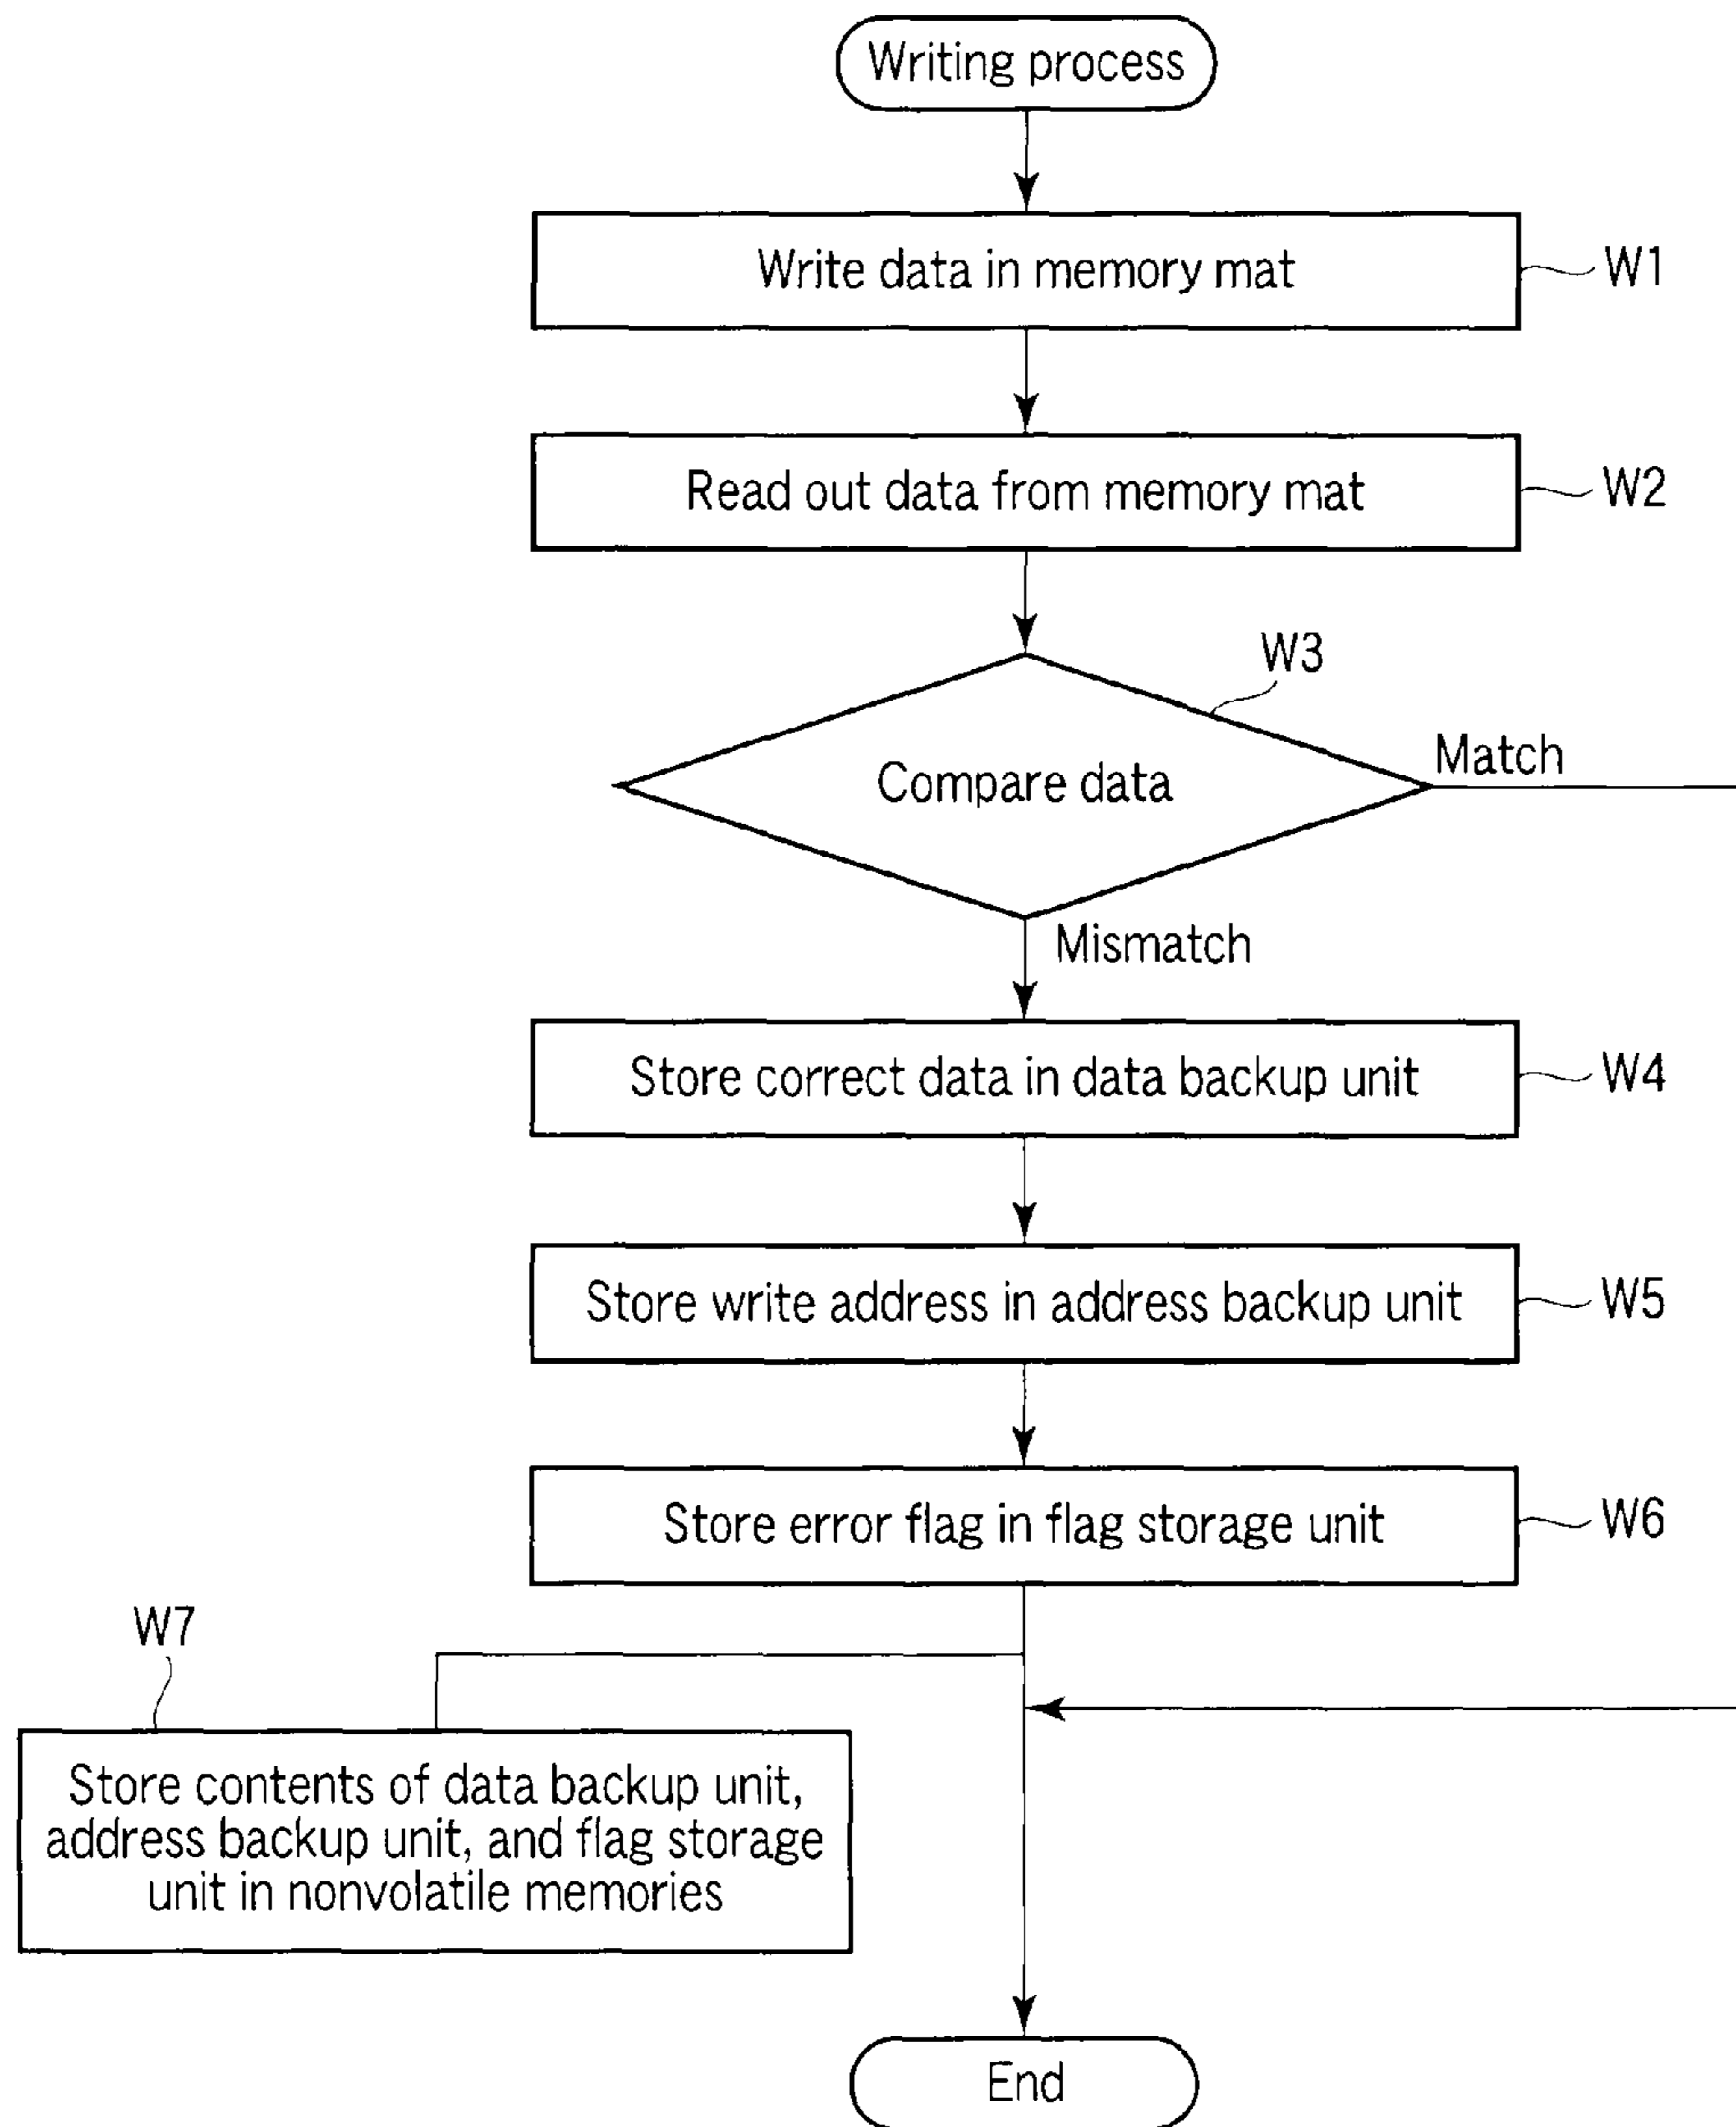 Writing process
Write data in memory mat
W1
Read out data from memory mat
W2
W3
Compare data
Match
Mismatch
Store correct data in data backup unit
W4
Store write address in address backup unit
W5
Store error flag in flag storage unit
W6
W7
Store contents of data backup unit,
address backup unit, and flag storage
unit in nonvolatile memories
End